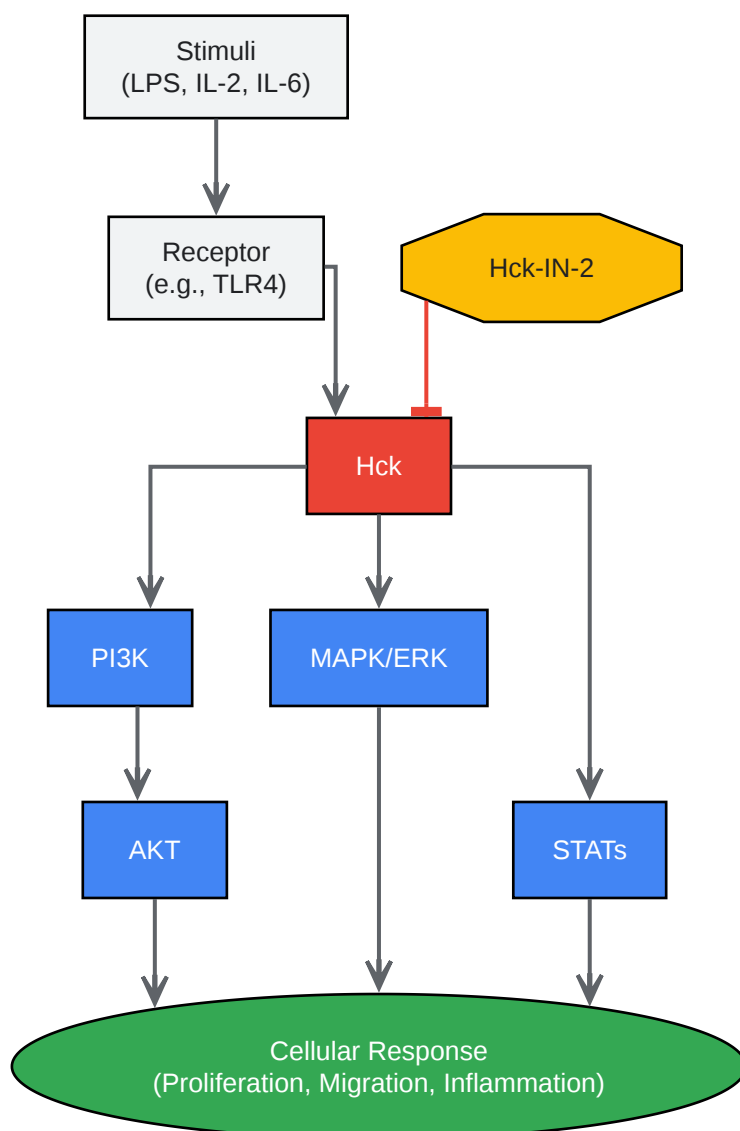 Stimuli
(LPS, IL-2, IL-6)
Receptor
(e.g., TLR4)
Hck-IN-2
Hck
PI3K
MAPK/ERK
AKT
STATs
Cellular Response
(Proliferation, Migration, Inflammation)